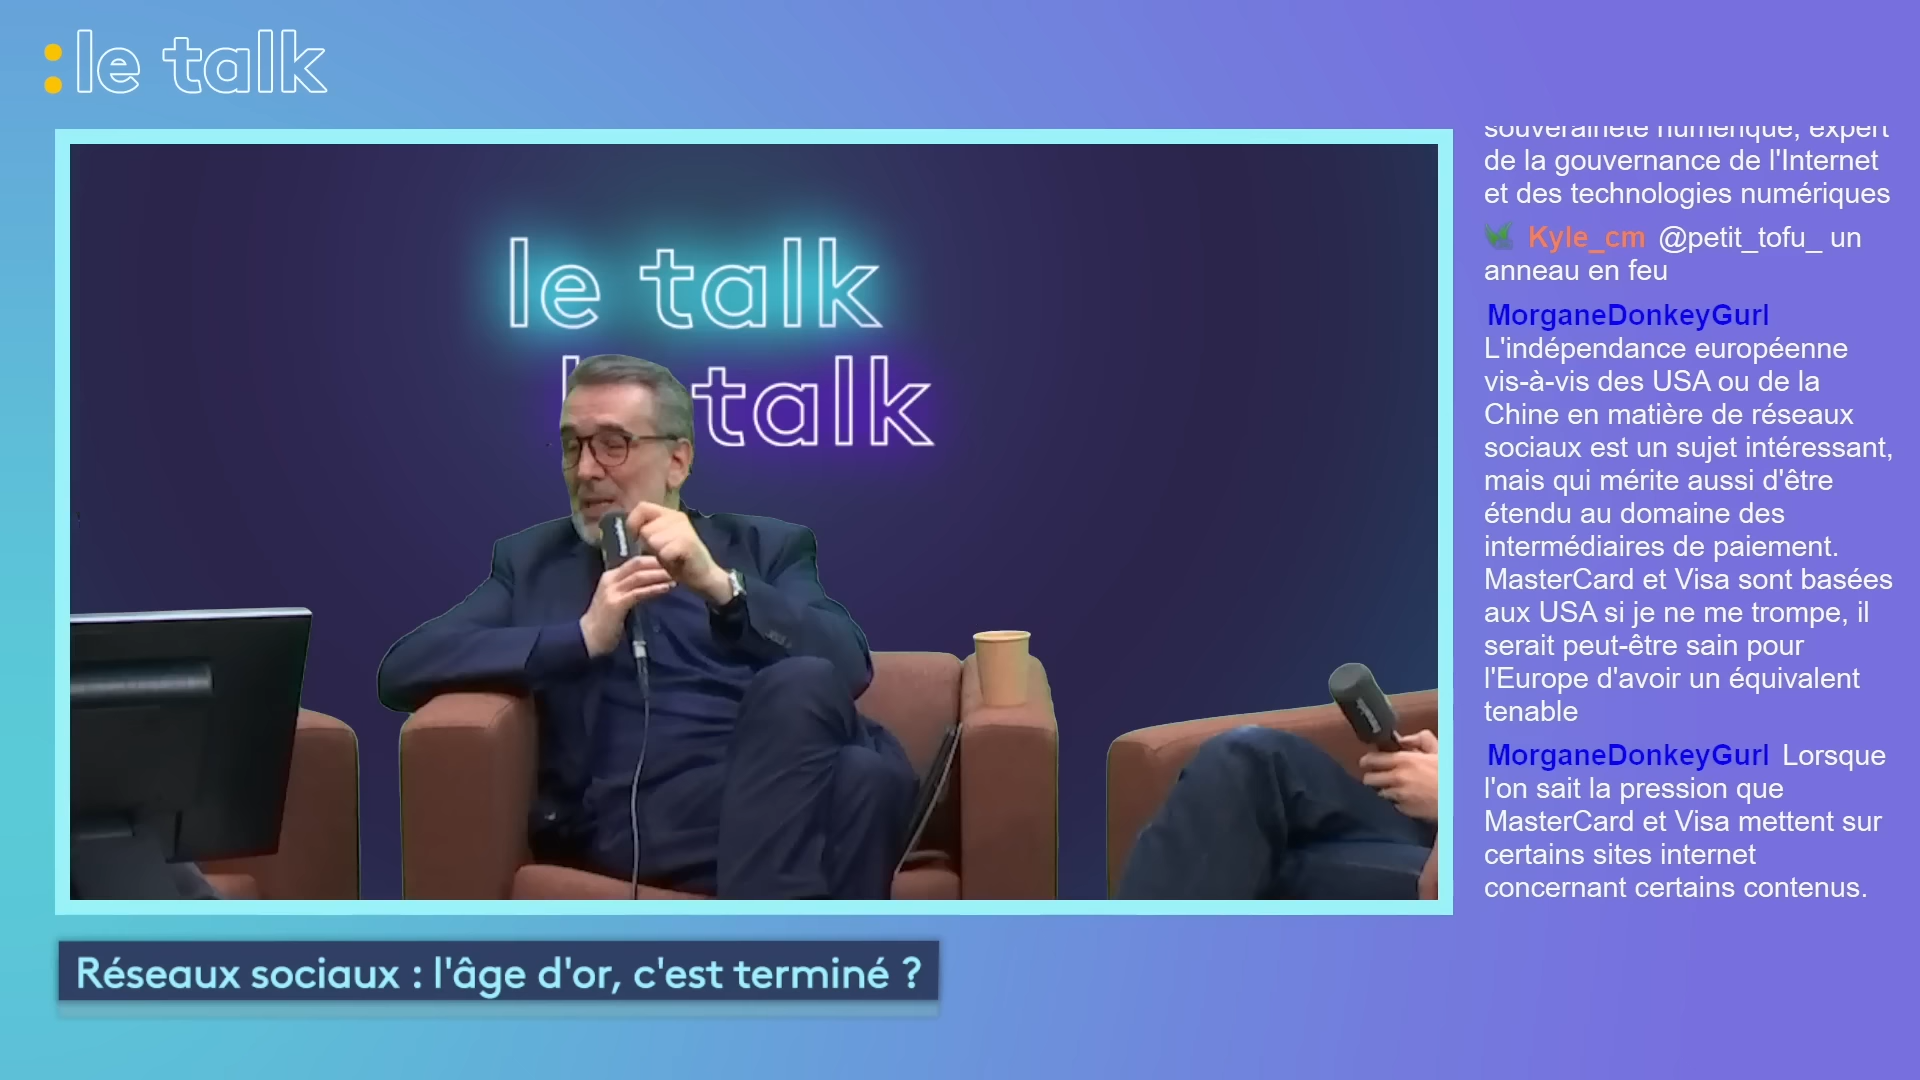 :le talk
le talk
talk
souveraineté numérique, expert
de la gouvernance de l'Internet
et des technologies numériques
Kyle_cm @petit_tofu_ un
anneau en feu
MorganeDonkeyGurl
L'indépendance européenne
vis-à-vis des USA ou de la
Chine en matière de réseaux
sociaux est un sujet intéressant,
mais qui mérite aussi d'être
étendu au domaine des
intermédiaires de paiement.
MasterCard et Visa sont basées
aux USA si je ne me trompe, il
serait peut-être sain pour
l'Europe d'avoir un équivalent
tenable
MorganeDonkeyGurl Lorsque
l'on sait la pression que
MasterCard et Visa mettent sur
certains sites internet
concernant certains contenus.
Réseaux sociaux : l'âge d'or, c'est terminé ?